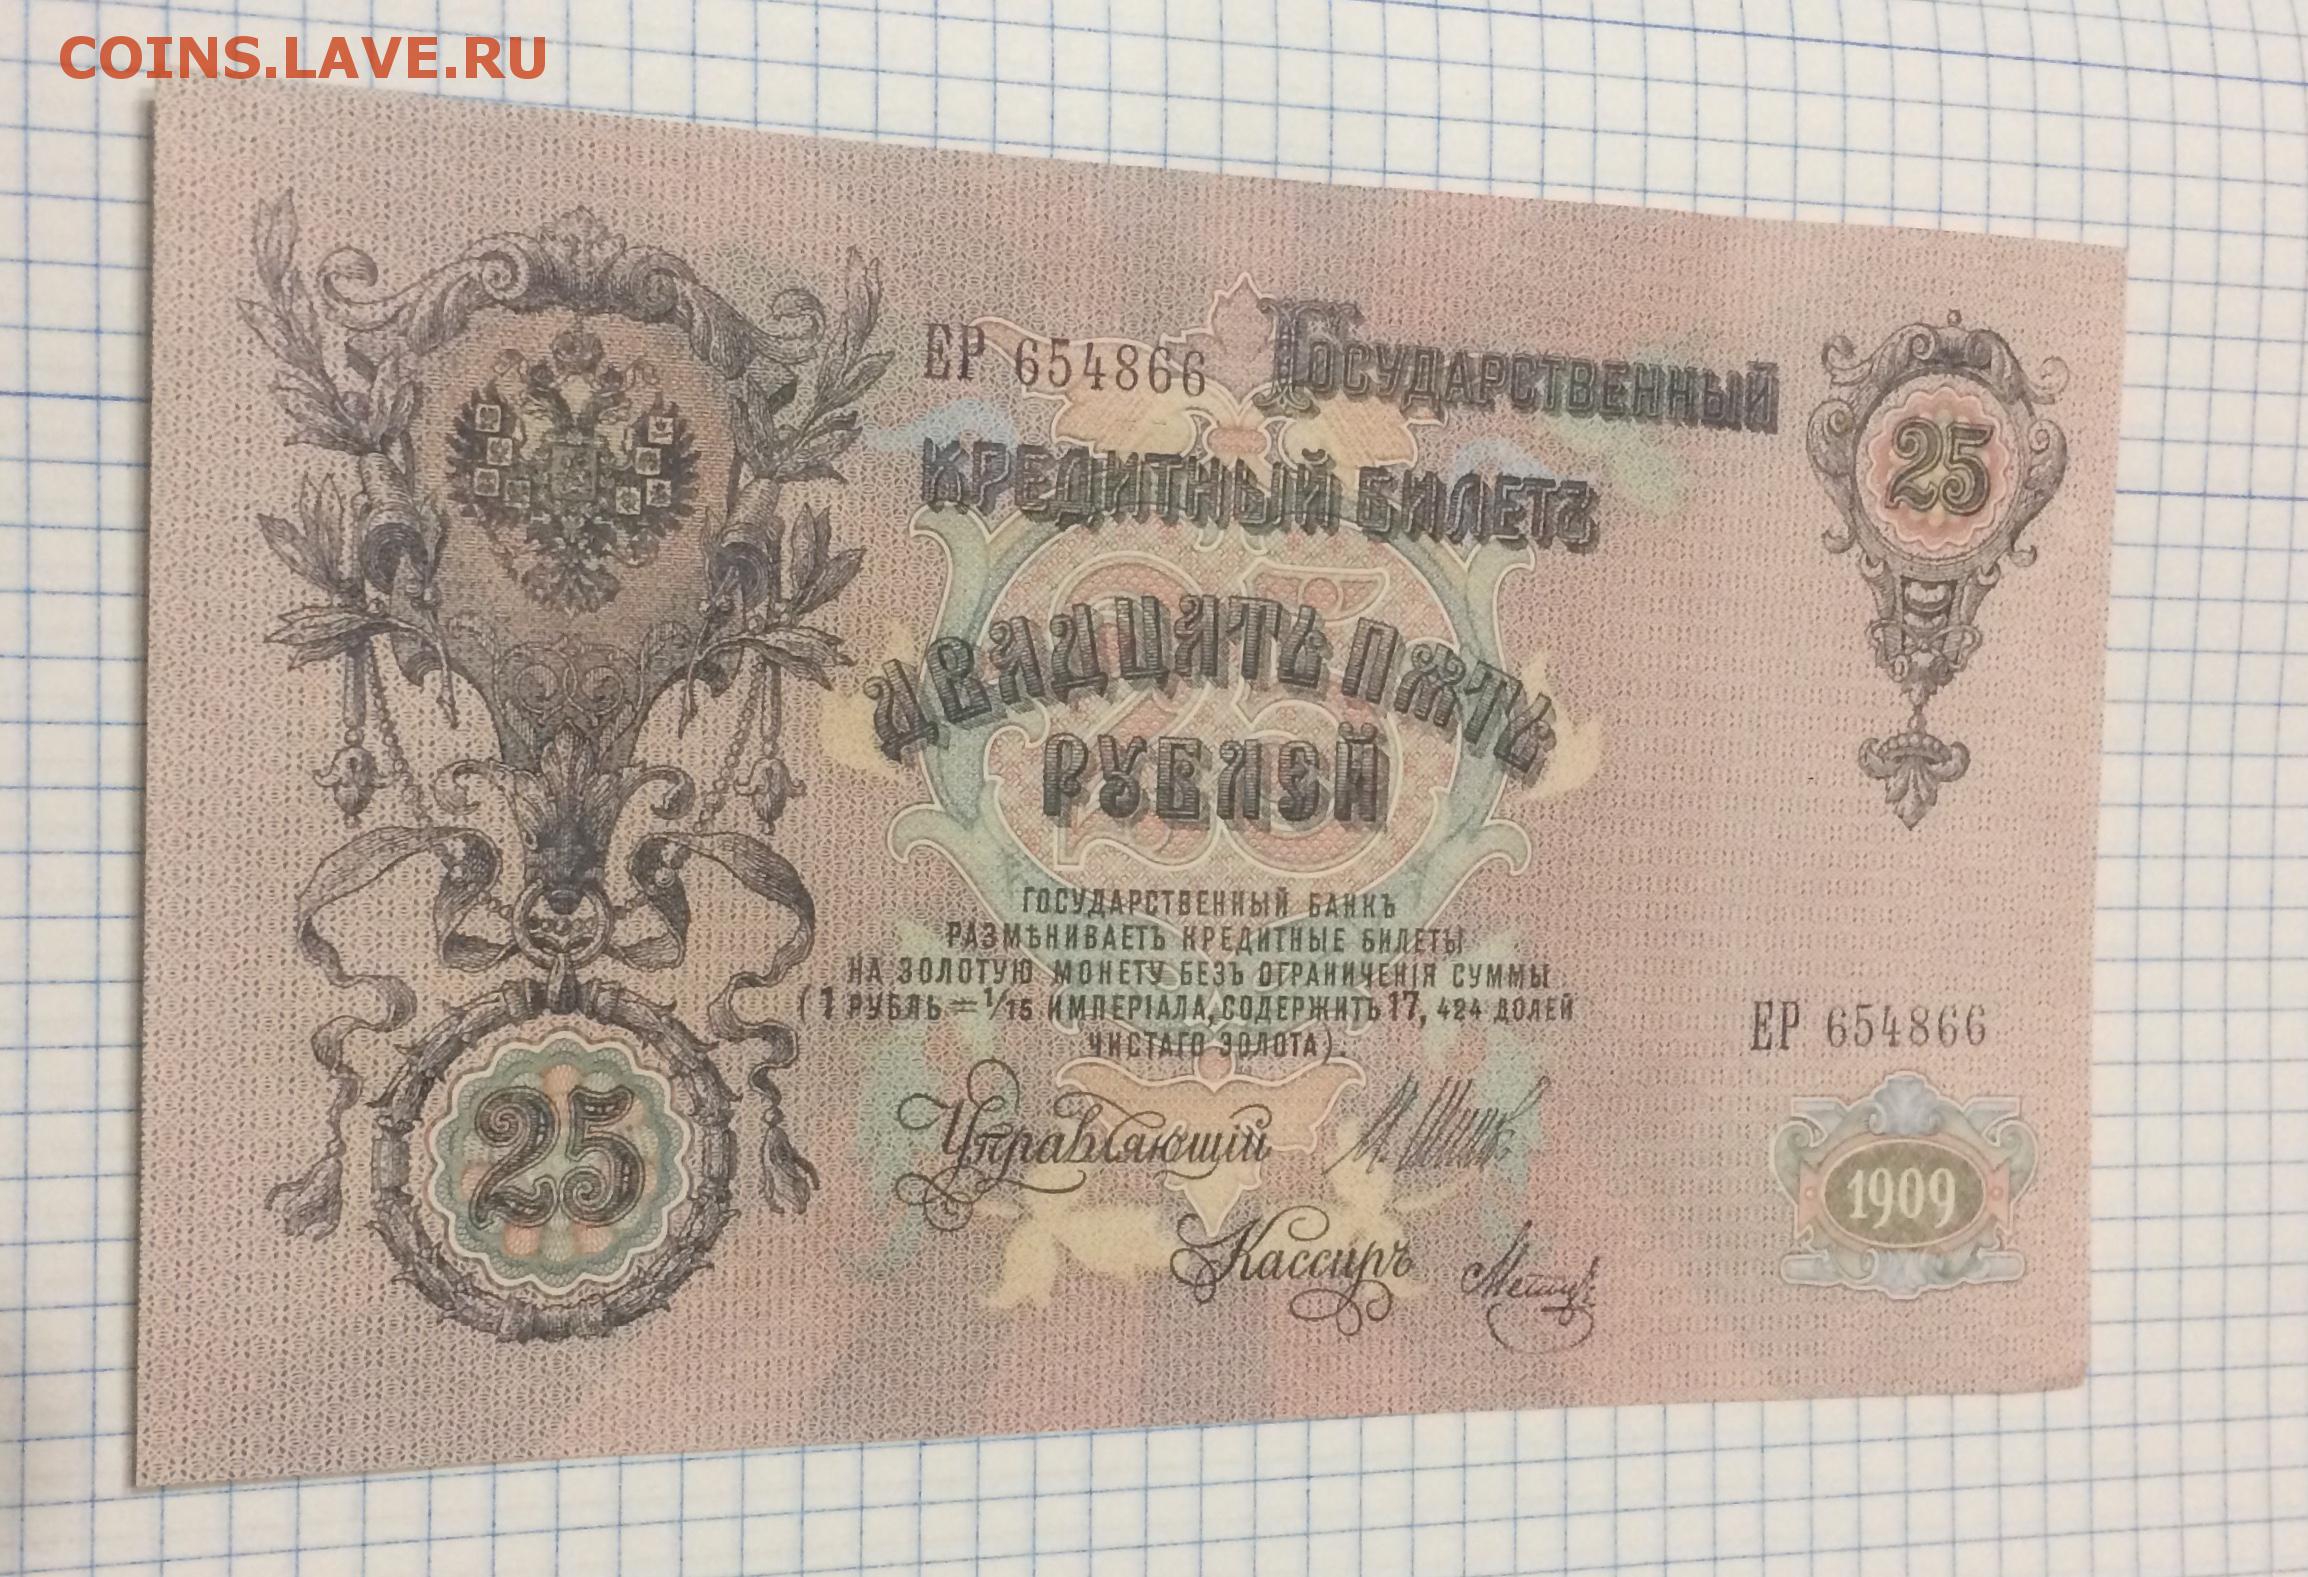 COINS.LAVE.RU
ЕР 654866
Государственный
25
Кредитный Билетъ
Двадцать пять
рублей
25
ГОСУДАРСТВЕННЫЙ БАНКЪ
РАЗМѢНИВАЕТЪ КРЕДИТНЫЕ БИЛЕТЫ
НА ЗОЛОТУЮ МОНЕТУ БЕЗЪ ОГРАНИЧЕНІЯ СУММЫ
(1 РУБЛЬ = 1/15 ИМПЕРІАЛА, СОДЕРЖИТЪ 17, 424 ДОЛЕЙ
ЧИСТАГО ЗОЛОТА).
ЕР 654866
Управляющій
25
1909
Кассиръ